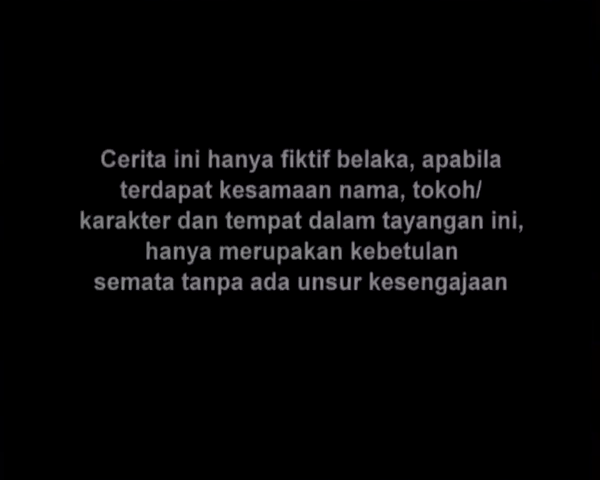 Cerita ini hanya fiktif belaka, apabila
terdapat kesamaan nama, tokoh/
karakter dan tempat dalam tayangan ini,
hanya merupakan kebetulan
semata tanpa ada unsur kesengajaan